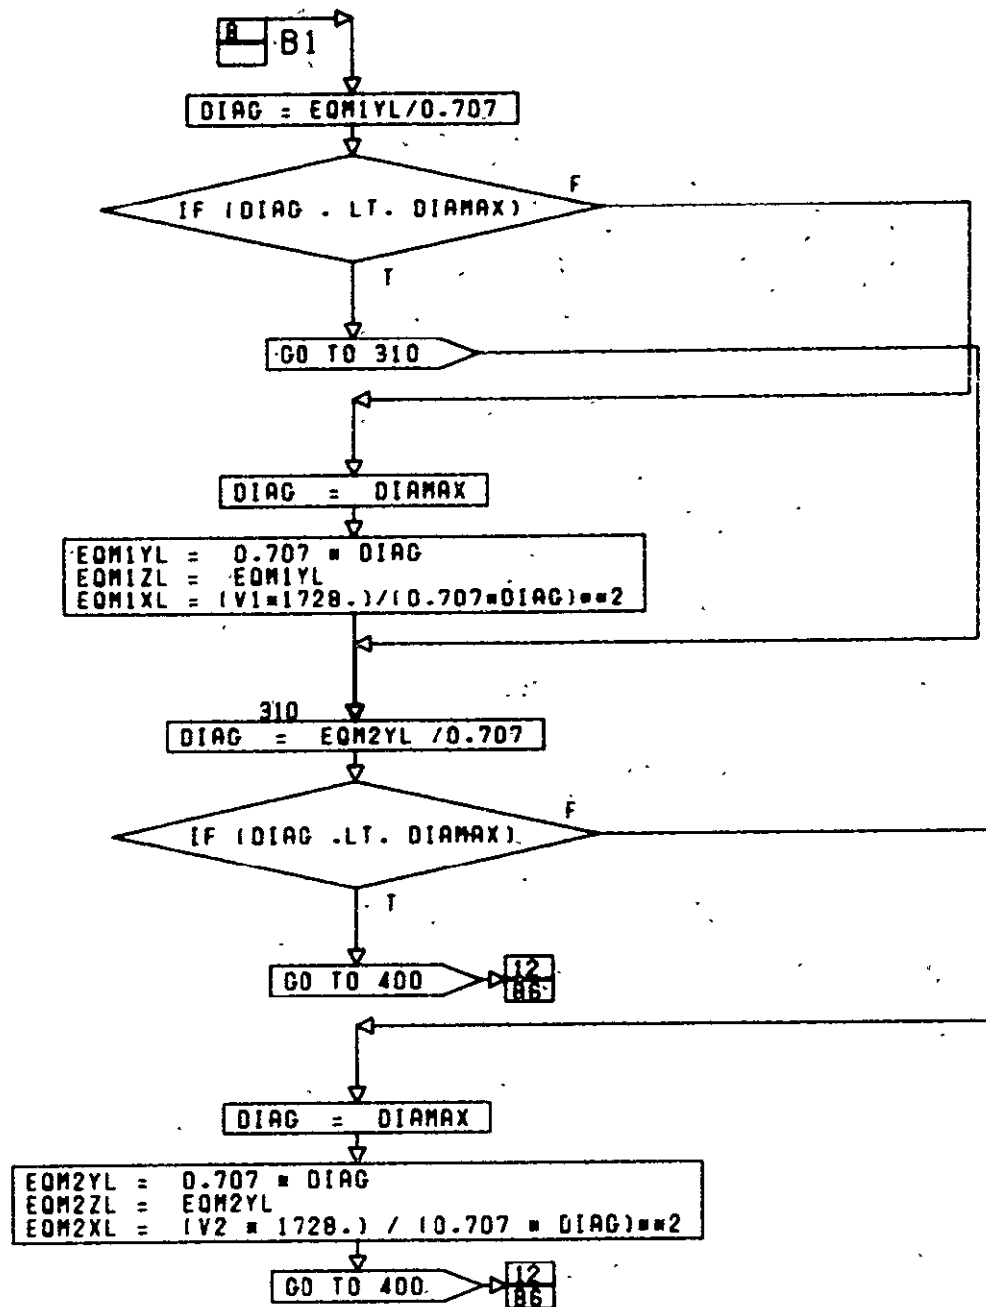 B1
DIAG = EQM1YL/0.707
IF (DIAG . LT. DIAMAX)
F
T
GO TO 310
DIAG = DIAMAX
EQM1YL = 0.707 * DIAG
EQM1ZL = EQM1YL
EQM1XL = (V1*1728.)/(0.707*DIAG)**2
310
DIAG = EQM2YL /0.707
IF (DIAG .LT. DIAMAX)
F
T
GO TO 400
12
B6
DIAG = DIAMAX
EQM2YL = 0.707 * DIAG
EQM2ZL = EQM2YL
EQM2XL = (V2 * 1728.) / (0.707 * DIAG)**2
GO TO 400
12
B6